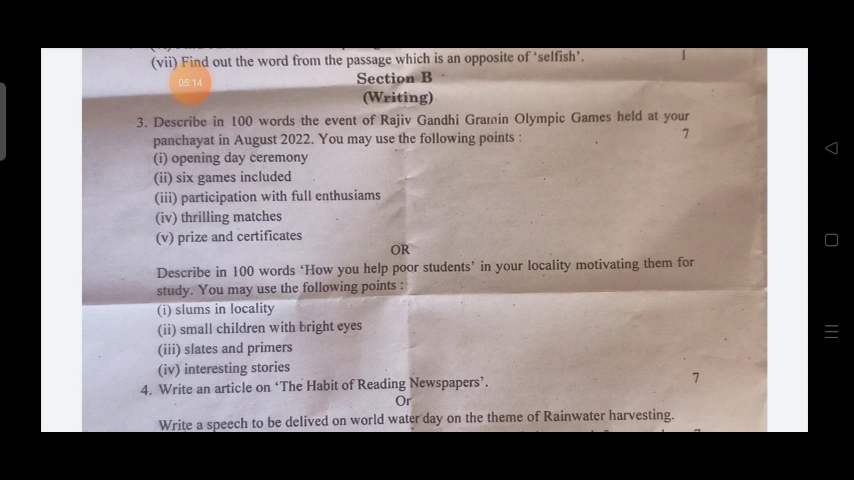 (vii) Find out the word from the passage which is an opposite of 'selfish'. 1
05:14
Section B
(Writing)
3. Describe in 100 words the event of Rajiv Gandhi Gramin Olympic Games held at your
panchayat in August 2022. You may use the following points : 7
(i) opening day ceremony
(ii) six games included
(iii) participation with full enthusiams
(iv) thrilling matches
(v) prize and certificates
OR
Describe in 100 words 'How you help poor students' in your locality motivating them for
study. You may use the following points :
(i) slums in locality
(ii) small children with bright eyes
(iii) slates and primers
(iv) interesting stories
4. Write an article on 'The Habit of Reading Newspapers'. 7
Or
Write a speech to be delived on world water day on the theme of Rainwater harvesting.